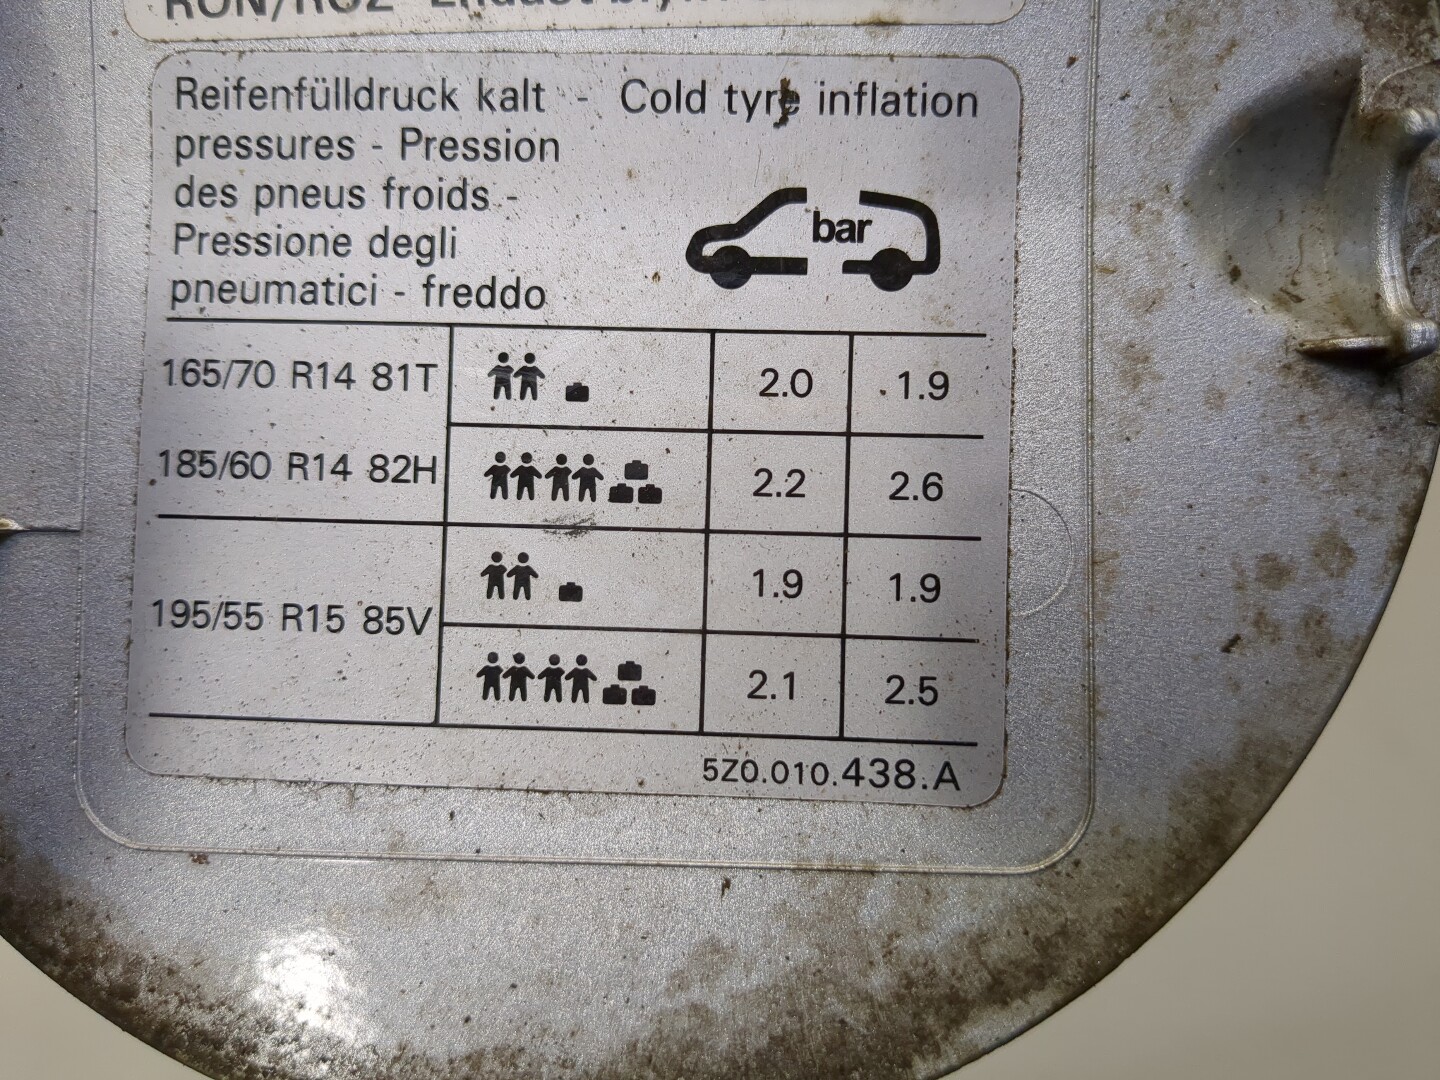 Reifenfülldruck kalt - Cold tyre inflation
pressures - Pression
des pneus froids -
Pressione degli
pneumatici - freddo
bar
165/70 R14 81T 2.0 1.9
185/60 R14 82H 2.2 2.6
1.9 1.9
195/55 R15 85V
2.1 2.5
5Z0.010.438.A